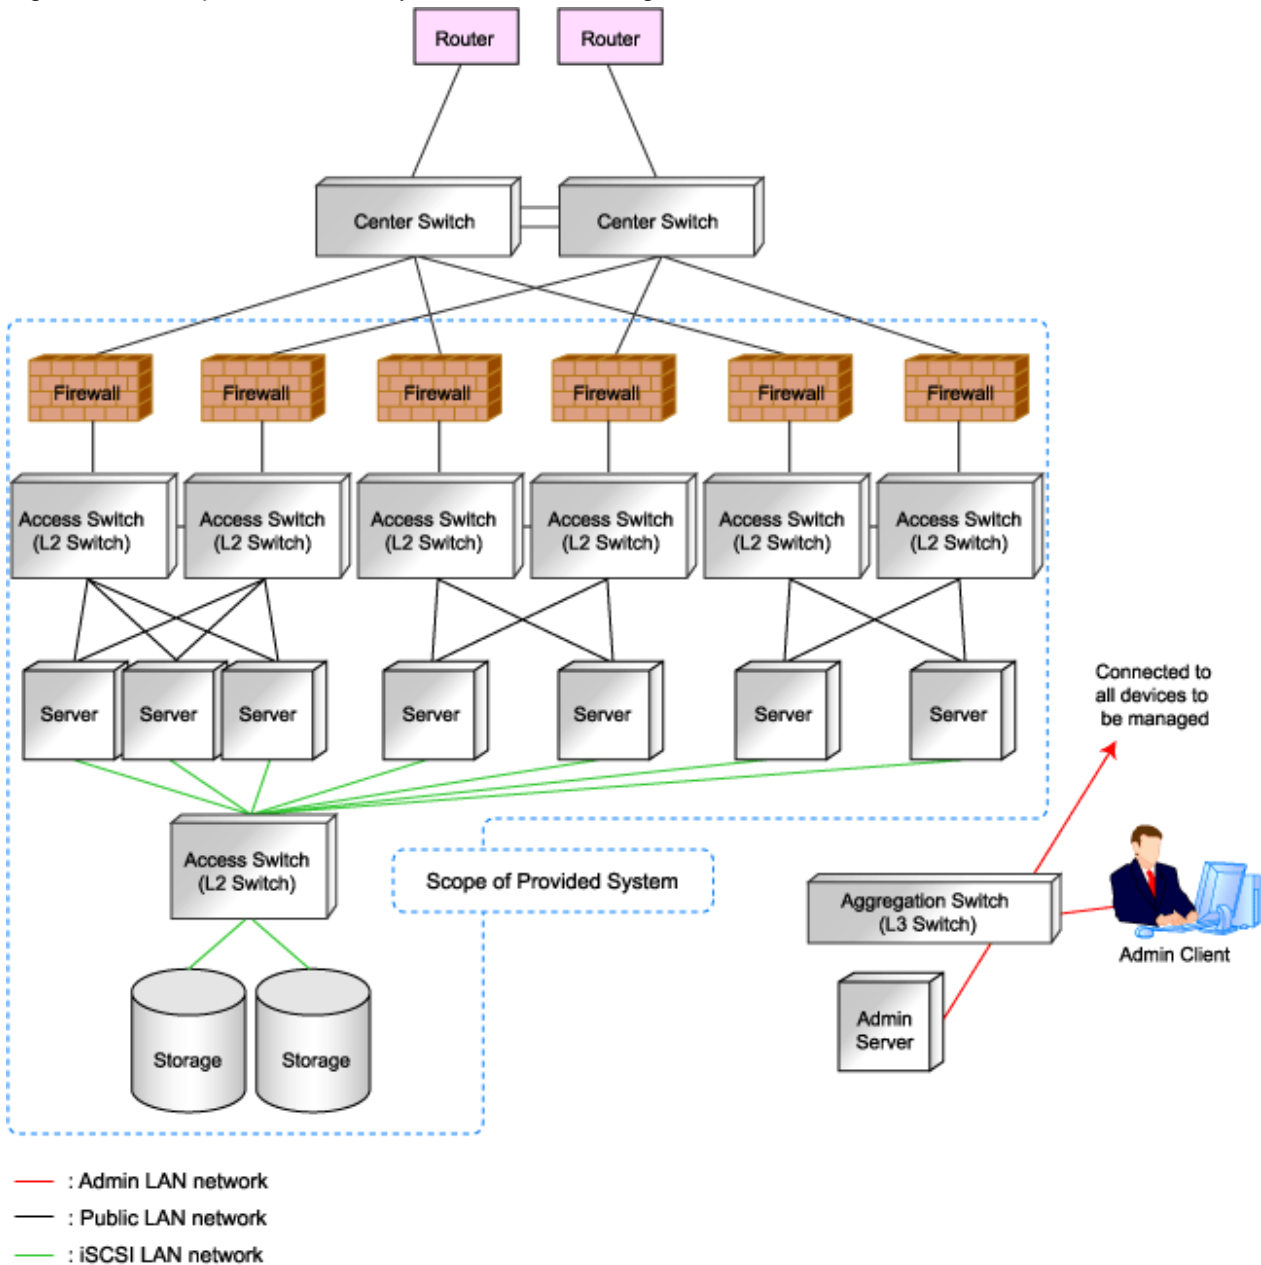 Router Router
Center Switch Center Switch
Firewall Firewall Firewall Firewall Firewall Firewall
Access Switch Access Switch Access Switch Access Switch Access Switch Access Switch
(L2 Switch) (L2 Switch) (L2 Switch) (L2 Switch) (L2 Switch) (L2 Switch)
Server Server Server Server Server Server Server
Connected to
all devices to
be managed
Access Switch
(L2 Switch)
Scope of Provided System
Aggregation Switch
(L3 Switch)
Admin Client
Admin
Server
Storage Storage
: Admin LAN network
: Public LAN network
: iSCSI LAN network